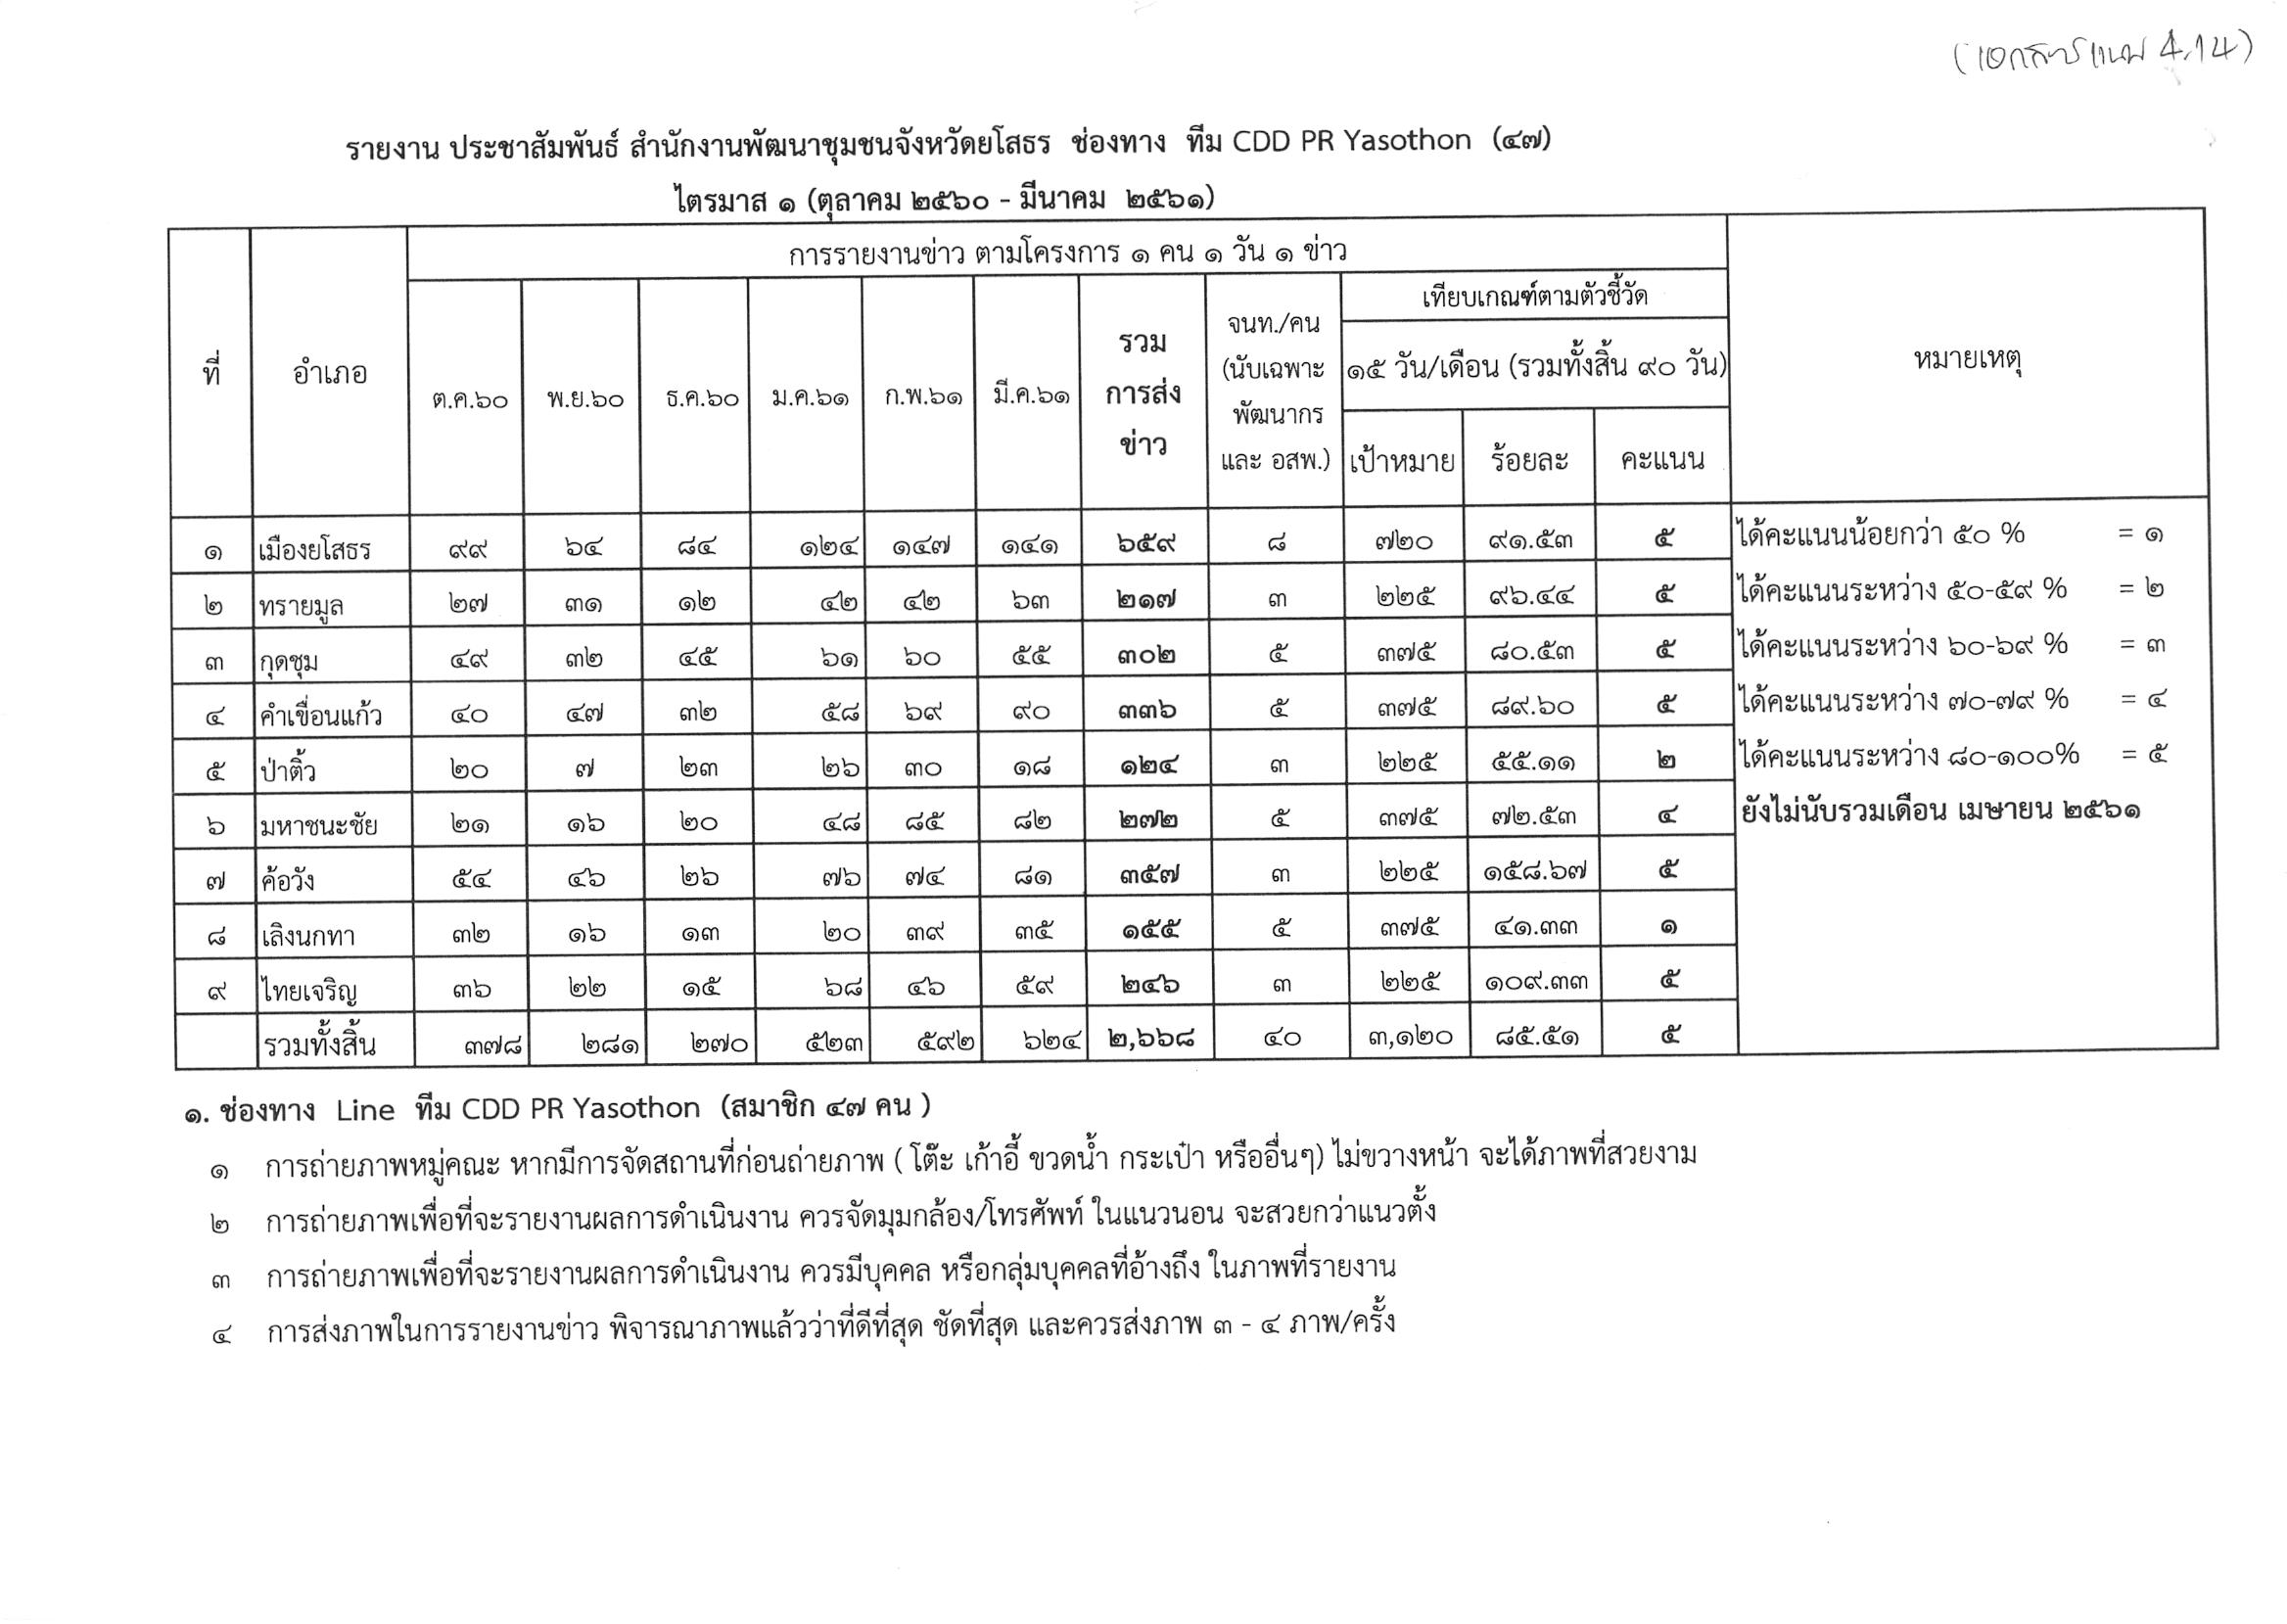 (เอกสารแนบ 4.14)
รายงาน ประชาสัมพันธ์ สำนักงานพัฒนาชุมชนจังหวัดยโสธร ช่องทาง ทีม CDD PR Yasothon (๔๗)
ไตรมาส ๑ (ตุลาคม ๒๕๖๐ - มีนาคม ๒๕๖๑)
ที่ อำเภอ การรายงานข่าว ตามโครงการ ๑ คน ๑ วัน ๑ ข่าว หมายเหตุ
ต.ค.๖๐ พ.ย.๖๐ ธ.ค.๖๐ ม.ค.๖๑ ก.พ.๖๑ มี.ค.๖๑
รวม
การส่ง
ข่าว
จนท./คน
(นับเฉพาะ
พัฒนากร
และ อสพ.)
เทียบเกณฑ์ตามตัวชี้วัด
๑๕ วัน/เดือน (รวมทั้งสิ้น ๙๐ วัน)
เป้าหมาย ร้อยละ คะแนน
๑ เมืองยโสธร ๙๙ ๖๔ ๘๔ ๑๒๔ ๑๔๗ ๑๔๑ ๖๕๙ ๘ ๗๒๐ ๙๑.๕๓ ๕ ได้คะแนนน้อยกว่า ๕๐ % = ๑
๒ ทรายมูล ๒๗ ๓๑ ๑๒ ๔๒ ๔๒ ๖๓ ๒๑๗ ๓ ๒๒๕ ๙๖.๔๔ ๕ ได้คะแนนระหว่าง ๕๐-๕๙ % = ๒
๓ กุดชุม ๔๙ ๓๒ ๔๕ ๖๑ ๖๐ ๕๕ ๓๐๒ ๕ ๓๗๕ ๘๐.๕๓ ๕ ได้คะแนนระหว่าง ๖๐-๖๙ % = ๓
๔ คำเขื่อนแก้ว ๔๐ ๔๗ ๓๒ ๕๘ ๖๙ ๙๐ ๓๓๖ ๕ ๓๗๕ ๘๙.๖๐ ๕ ได้คะแนนระหว่าง ๗๐-๗๙ % = ๔
๕ ป่าติ้ว ๒๐ ๗ ๒๓ ๒๖ ๓๐ ๑๘ ๑๒๔ ๓ ๒๒๕ ๕๕.๑๑ ๒ ได้คะแนนระหว่าง ๘๐-๑๐๐% = ๕
๖ มหาชนะชัย ๒๑ ๑๖ ๒๐ ๔๘ ๘๕ ๘๒ ๒๗๒ ๕ ๓๗๕ ๗๒.๕๓ ๔ ยังไม่นับรวมเดือน เมษายน ๒๕๖๑
๗ ค้อวัง ๕๔ ๔๖ ๒๖ ๗๖ ๗๔ ๘๑ ๓๕๗ ๓ ๒๒๕ ๑๕๘.๖๗ ๕
๘ เลิงนกทา ๓๒ ๑๖ ๑๓ ๒๐ ๓๙ ๓๕ ๑๕๕ ๕ ๓๗๕ ๔๑.๓๓ ๑
๙ ไทยเจริญ ๓๖ ๒๒ ๑๕ ๖๘ ๔๖ ๕๙ ๒๔๖ ๓ ๒๒๕ ๑๐๙.๓๓ ๕
รวมทั้งสิ้น ๓๗๘ ๒๘๑ ๒๗๐ ๕๒๓ ๕๙๒ ๖๒๔ ๒,๖๖๘ ๔๐ ๓,๑๒๐ ๘๕.๕๑ ๕
๑. ช่องทาง Line ทีม CDD PR Yasothon (สมาชิก ๔๗ คน )
๑ การถ่ายภาพหมู่คณะ หากมีการจัดสถานที่ก่อนถ่ายภาพ ( โต๊ะ เก้าอี้ ขวดน้ำ กระเป๋า หรืออื่นๆ) ไม่ขวางหน้า จะได้ภาพที่สวยงาม
๒ การถ่ายภาพเพื่อที่จะรายงานผลการดำเนินงาน ควรจัดมุมกล้อง/โทรศัพท์ ในแนวนอน จะสวยกว่าแนวตั้ง
๓ การถ่ายภาพเพื่อที่จะรายงานผลการดำเนินงาน ควรมีบุคคล หรือกลุ่มบุคคลที่อ้างถึง ในภาพที่รายงาน
๔ การส่งภาพในการรายงานข่าว พิจารณาภาพแล้วว่าที่ดีที่สุด ชัดที่สุด และควรส่งภาพ ๓ - ๔ ภาพ/ครั้ง